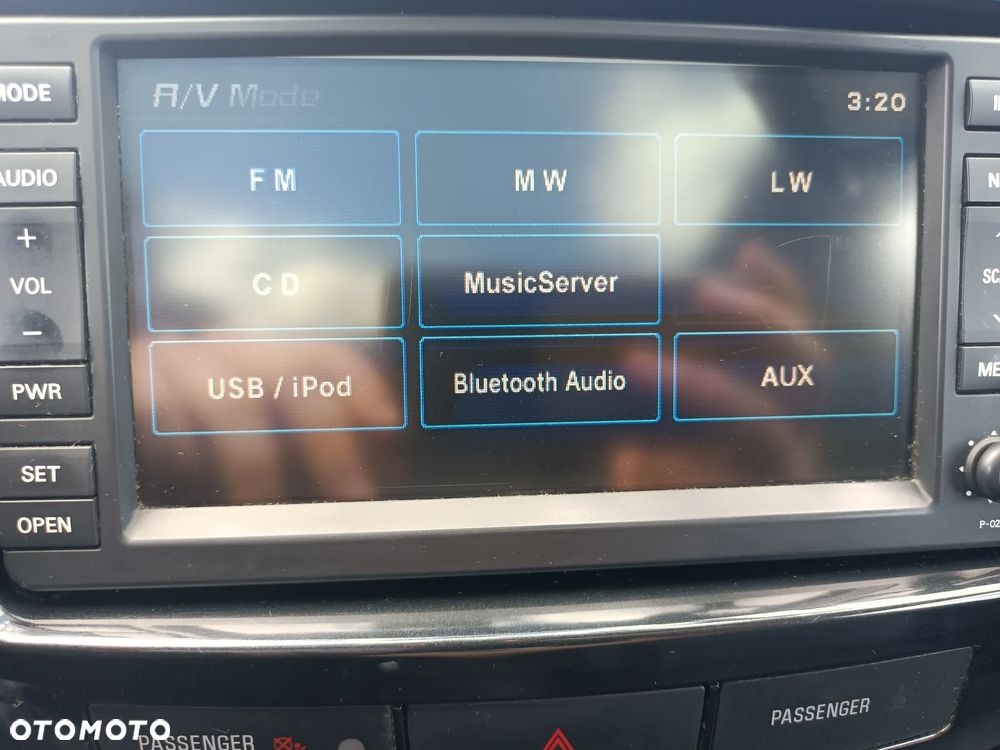 A/V Mode
3:20
MODE
AUDIO
+
VOL
−
PWR
SET
OPEN
FM
MW
LW
CD
MusicServer
USB / iPod
Bluetooth Audio
AUX
PASSENGER
PASSENGER
OTOMOTO